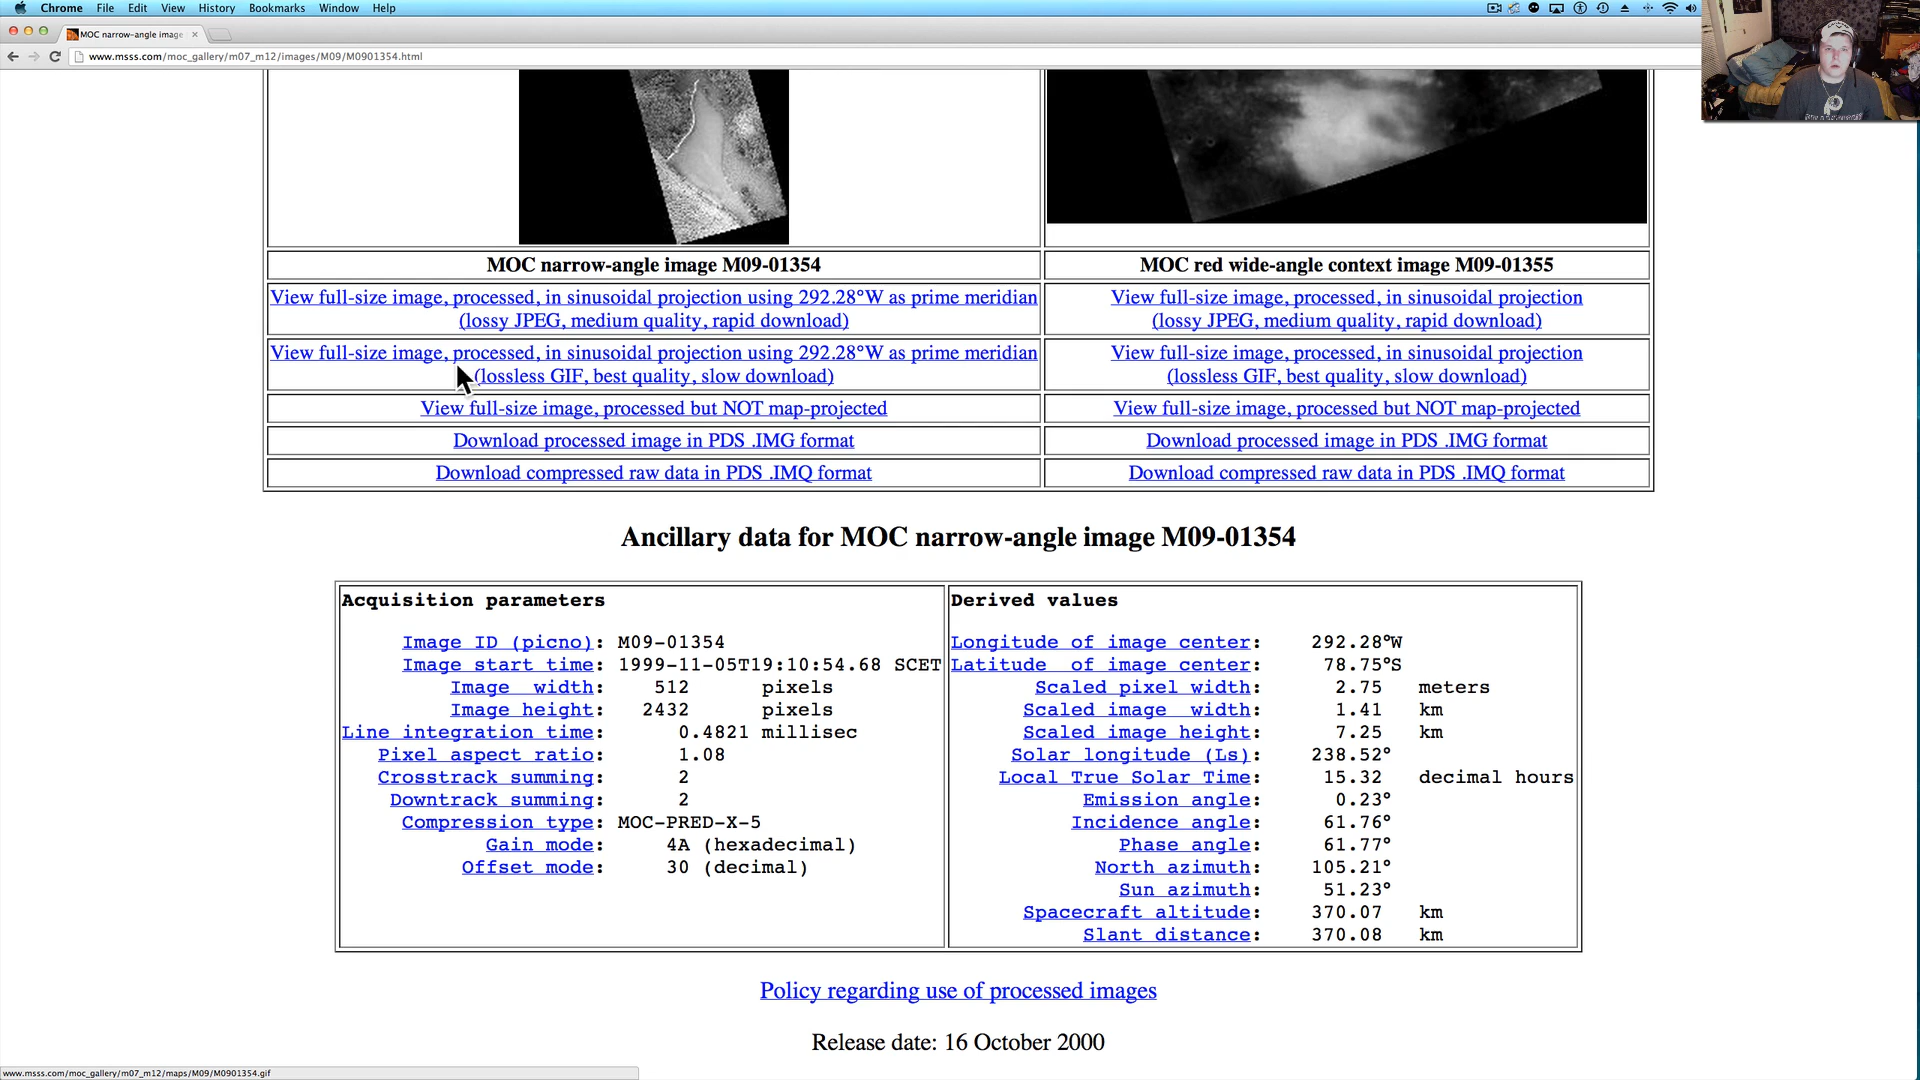 Chrome File Edit View History Bookmarks Window Help
MOC narrow-angle image
www.msss.com/moc_gallery/m07_m12/images/M09/M0901354.html
MOC narrow-angle image M09-01354
MOC red wide-angle context image M09-01355
View full-size image, processed, in sinusoidal projection using 292.28°W as prime meridian
(lossy JPEG, medium quality, rapid download)
View full-size image, processed, in sinusoidal projection
(lossy JPEG, medium quality, rapid download)
View full-size image, processed, in sinusoidal projection using 292.28°W as prime meridian
(lossless GIF, best quality, slow download)
View full-size image, processed, in sinusoidal projection
(lossless GIF, best quality, slow download)
View full-size image, processed but NOT map-projected
View full-size image, processed but NOT map-projected
Download processed image in PDS .IMG format
Download processed image in PDS .IMG format
Download compressed raw data in PDS .IMQ format
Download compressed raw data in PDS .IMQ format
Ancillary data for MOC narrow-angle image M09-01354
Acquisition parameters
Image ID (picno): M09-01354
Image start time: 1999-11-05T19:10:54.68 SCET
Image width: 512 pixels
Image height: 2432 pixels
Line integration time: 0.4821 millisec
Pixel aspect ratio: 1.08
Crosstrack summing: 2
Downtrack summing: 2
Compression type: MOC-PRED-X-5
Gain mode: 4A (hexadecimal)
Offset mode: 30 (decimal)
Derived values
Longitude of image center: 292.28°W
Latitude of image center: 78.75°S
Scaled pixel width: 2.75 meters
Scaled image width: 1.41 km
Scaled image height: 7.25 km
Solar longitude (Ls): 238.52°
Local True Solar Time: 15.32 decimal hours
Emission angle: 0.23°
Incidence angle: 61.76°
Phase angle: 61.77°
North azimuth: 105.21°
Sun azimuth: 51.23°
Spacecraft altitude: 370.07 km
Slant distance: 370.08 km
Policy regarding use of processed images
Release date: 16 October 2000
www.msss.com/moc_gallery/m07_m12/maps/M09/M0901354.gif